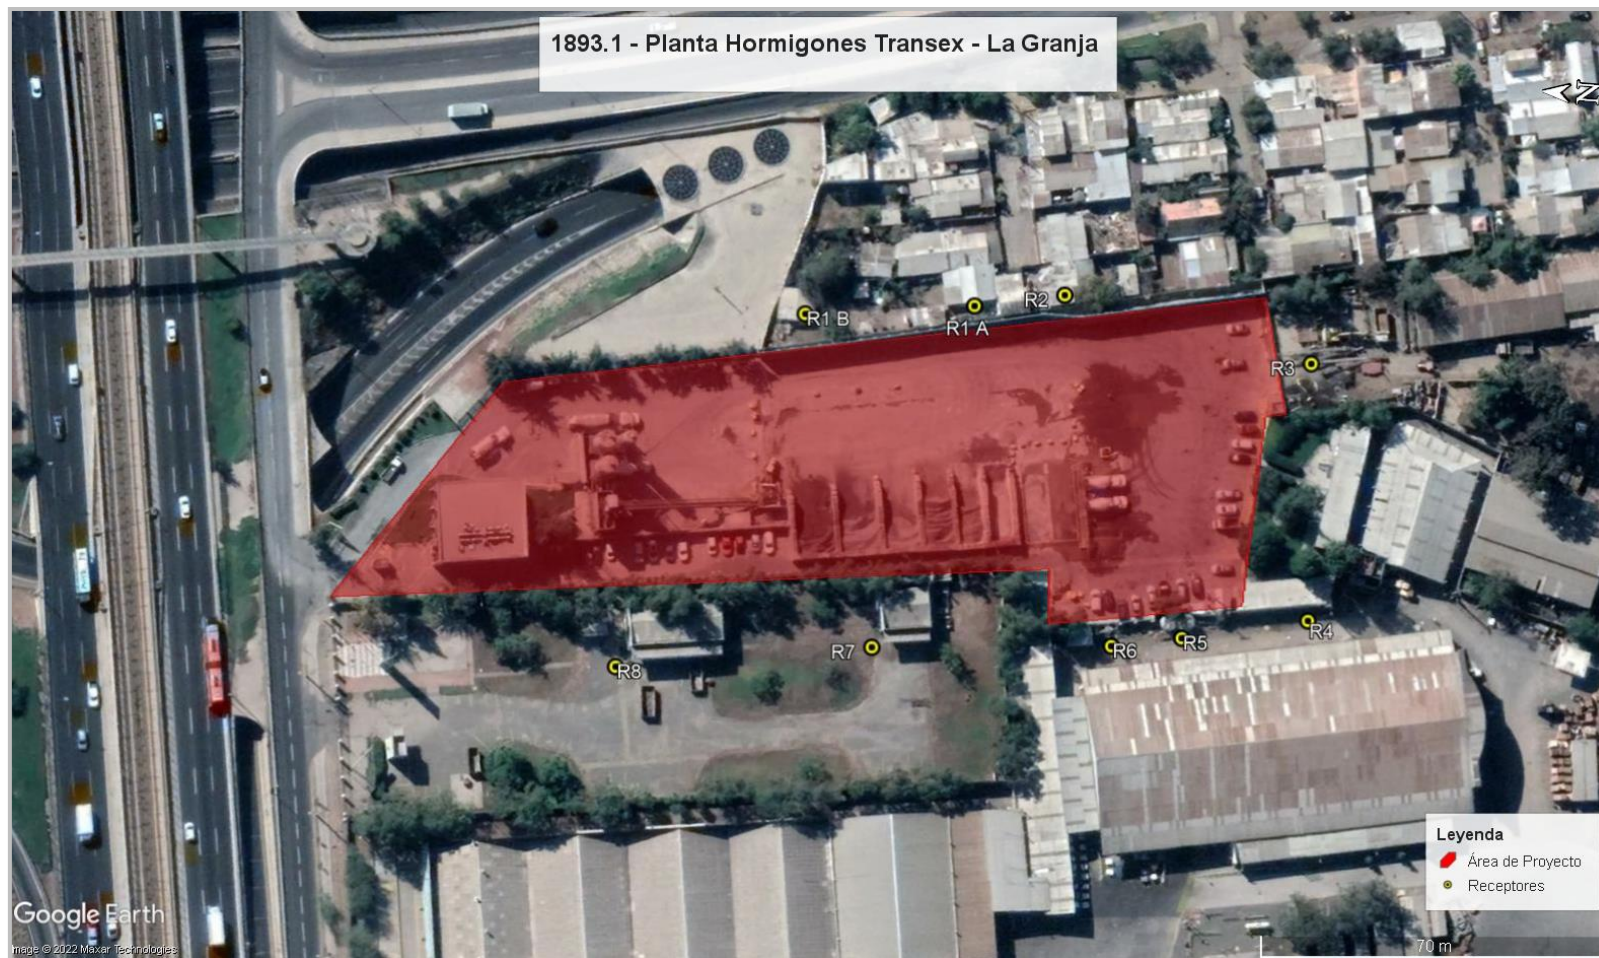 1893.1 - Planta Hormigones Transex - La Granja
N
R1 B
R1 A
R2
R3
R4
R5
R6
R7
R8
Leyenda
Área de Proyecto
Receptores
70 m
Google Earth
Image © 2022 Maxar Technologies